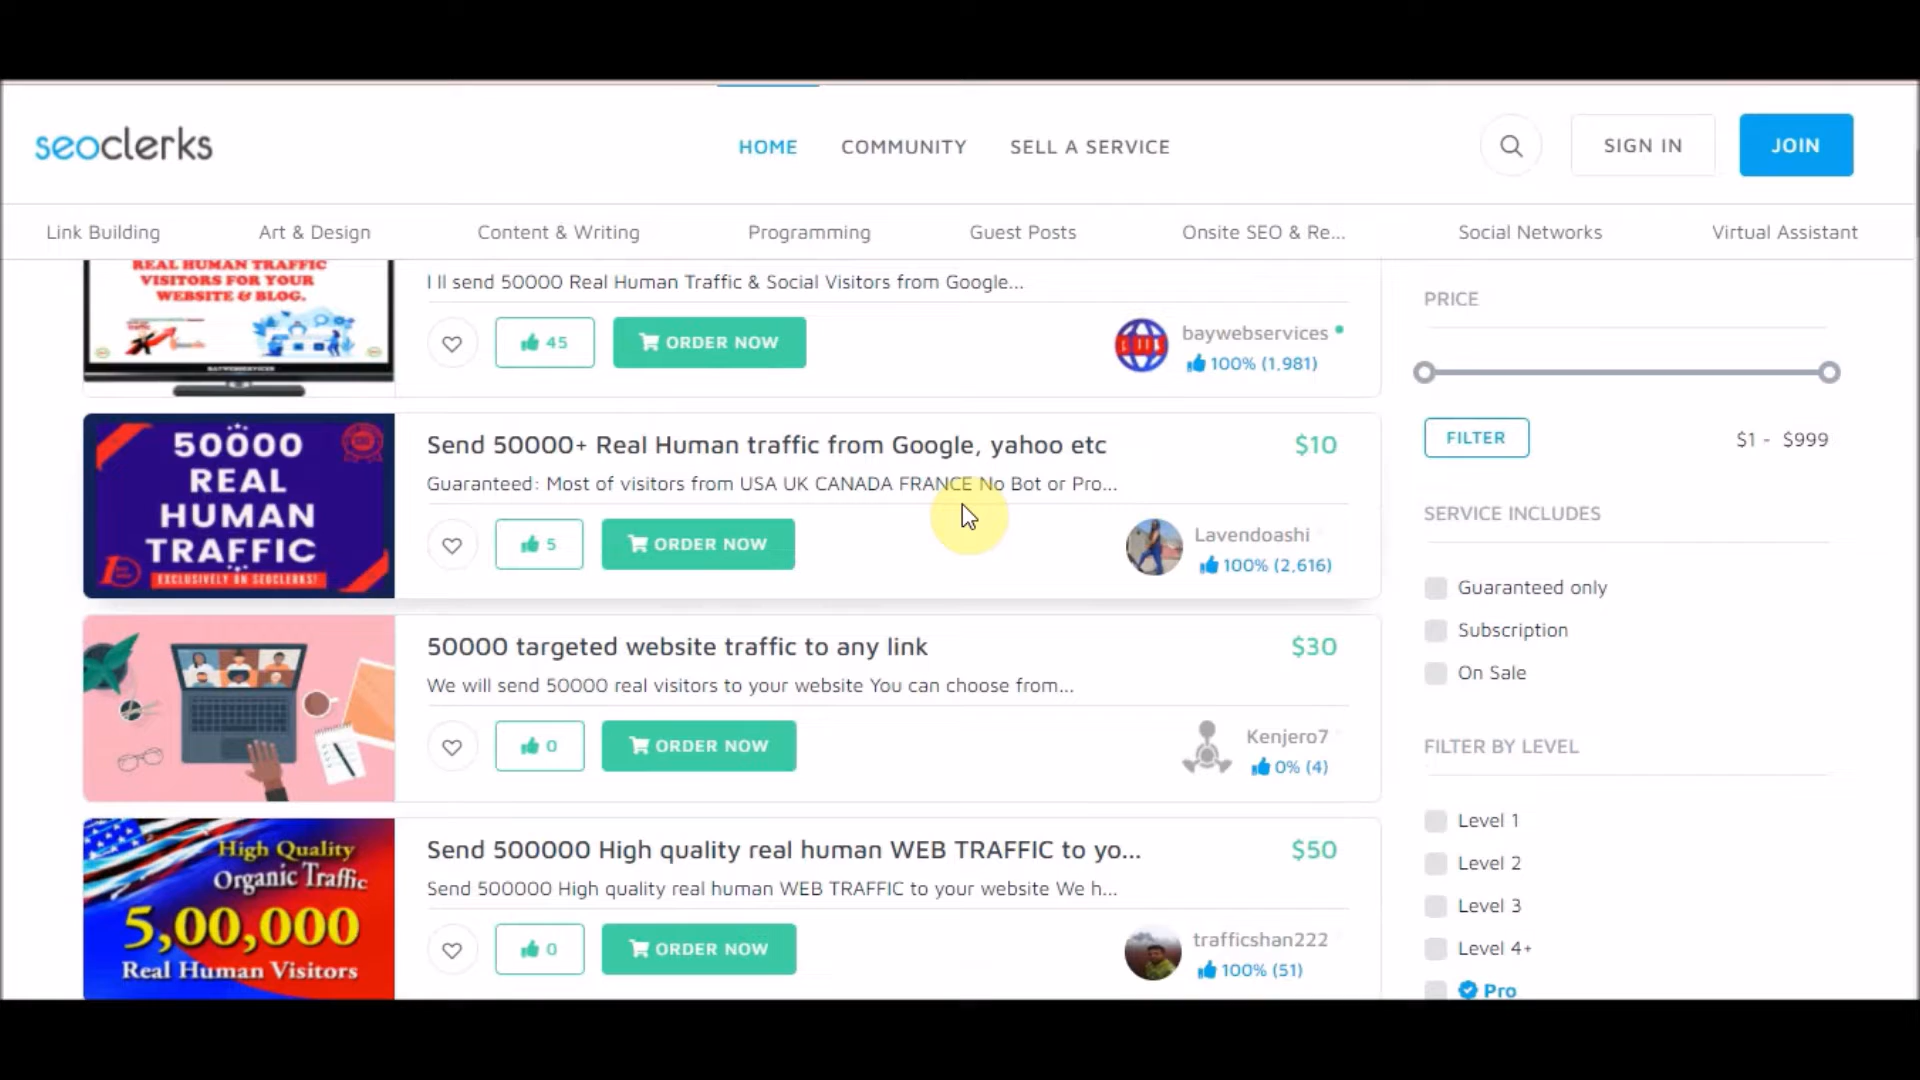 seoclerks
HOME
COMMUNITY
SELL A SERVICE
SIGN IN
JOIN
Link Building
Art & Design
Content & Writing
Programming
Guest Posts
Onsite SEO & Re...
Social Networks
Virtual Assistant
REAL HUMAN TRAFFIC
VISITORS FOR YOUR
WEBSITE & BLOG.
BAYWEBSERVICES
I ll send 50000 Real Human Traffic & Social Visitors from Google...
45
ORDER NOW
baywebservices
100% (1,981)
50000
REAL
HUMAN
TRAFFIC
EXCLUSIVELY ON SEOCLERKS!
Send 50000+ Real Human traffic from Google, yahoo etc
$10
Guaranteed: Most of visitors from USA UK CANADA FRANCE No Bot or Pro...
5
ORDER NOW
Lavendoashi
100% (2,616)
50000 targeted website traffic to any link
$30
We will send 50000 real visitors to your website You can choose from...
0
ORDER NOW
Kenjero7
0% (4)
High Quality
Organic Traffic
5,00,000
Real Human Visitors
Send 500000 High quality real human WEB TRAFFIC to yo...
$50
Send 500000 High quality real human WEB TRAFFIC to your website We h...
0
ORDER NOW
trafficshan222
100% (51)
PRICE
FILTER
$1 - $999
SERVICE INCLUDES
Guaranteed only
Subscription
On Sale
FILTER BY LEVEL
Level 1
Level 2
Level 3
Level 4+
Pro